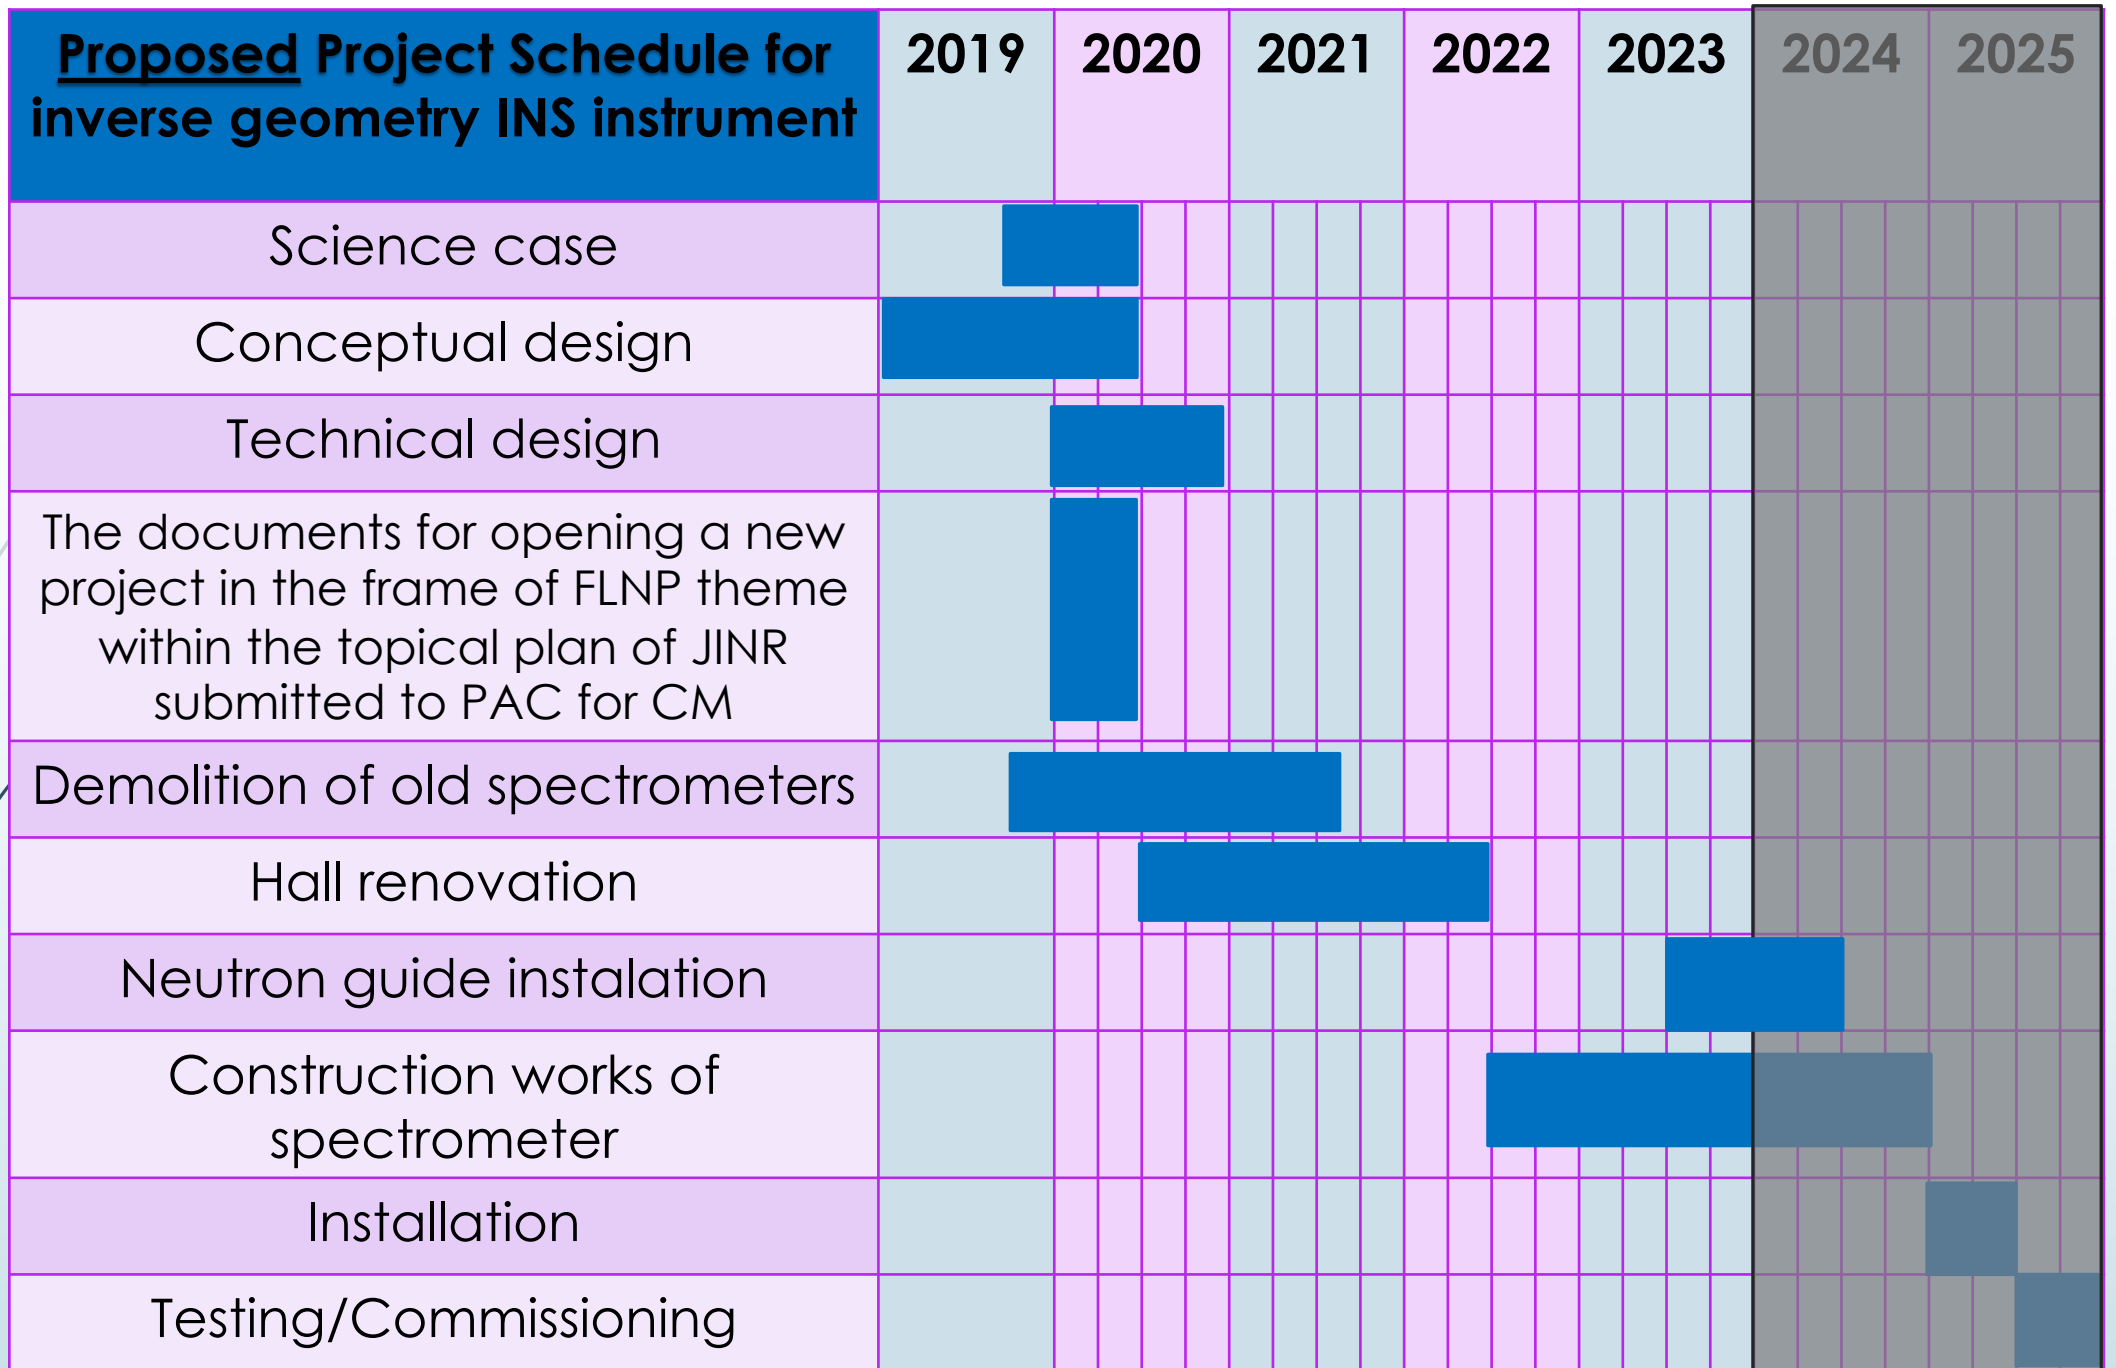 Proposed Project Schedule for
inverse geometry INS instrument
2019 2020 2021 2022 2023 2024 2025
Science case
Conceptual design
Technical design
The documents for opening a new
project in the frame of FLNP theme
within the topical plan of JINR
submitted to PAC for CM
Demolition of old spectrometers
Hall renovation
Neutron guide instalation
Construction works of
spectrometer
Installation
Testing/Commissioning